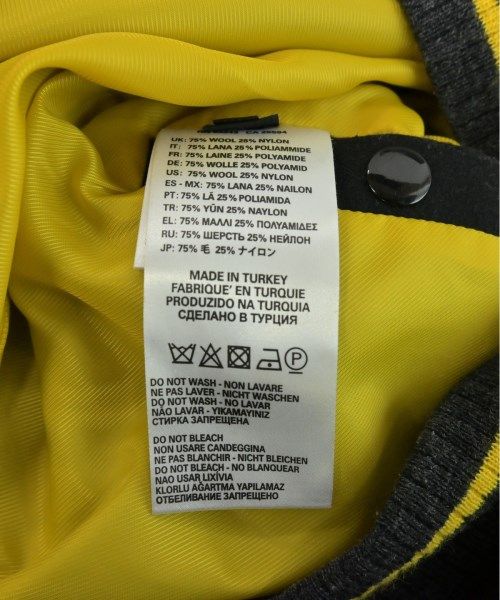 UK: 75% WOOL 25% NYLON
IT: 75% LANA 25% POLIAMMIDE
FR: 75% LAINE 25% POLYAMID
DE: 75% WOLLE 25% POLYAMID
US: 75% WOOL 25% NYLON
ES - MX: 75% LANA 25% NAILON
PT: 75% LÃ 25% POLIAMIDA
TR: 75% YÜN 25% NAYLON
EL: 75% ΜΑΛΛΙ 25% ΠΟΛΥΑΜΙΔΕΣ
RU: 75% ШЕРСТЬ 25% НЕЙЛОН
JP: 75% 毛 25% ナイロン
MADE IN TURKEY
FABRIQUE' EN TURQUIE
PRODUZIDO NA TURQUIA
СДЕЛАНО В ТУРЦИЯ
P
DO NOT WASH - NON LAVARE
NE PAS LAVER - NICHT WASCHEN
DO NOT WASH - NO LAVAR
NÃO LAVAR - YIKAMAYINIZ
СТИРКА ЗАПРЕЩЕНА
DO NOT BLEACH
NON USARE CANDEGGINA
NE PAS BLANCHIR - NICHT BLEICHEN
DO NOT BLEACH - NO BLANQUEAR
NAO USAR LIXÍVIA
KLORLU AĞARTMA YAPILAMAZ
ОТБЕЛИВАНИЕ ЗАПРЕЩЕНО